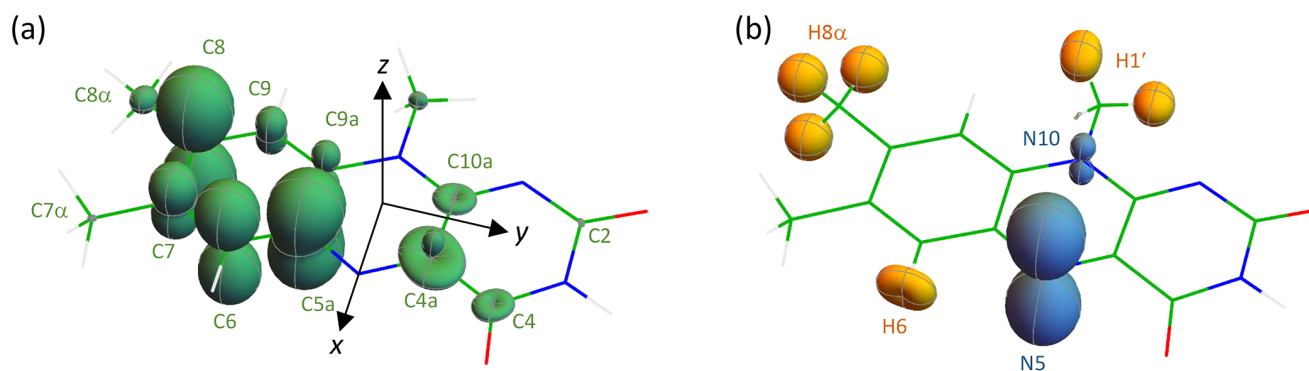 (a)
C8
C8α
C9
C9a
z
C10a
C7α
C7
y
C2
C6
C5a
C4a
C4
x
(b)
H8α
H1′
N10
H6
N5